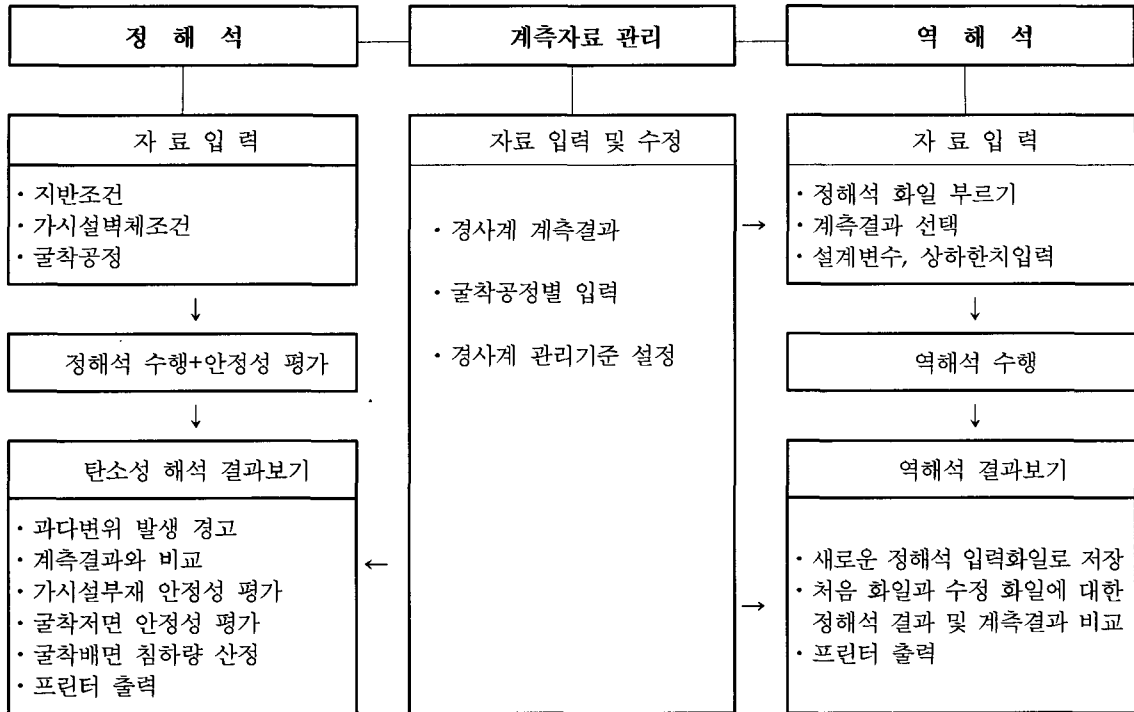 정 해 석
계측자료 관리
역 해 석
자 료 입 력
· 지반조건
· 가시설벽체조건
· 굴착공정
↓
정해석 수행+안정성 평가
↓
탄소성 해석 결과보기
· 과다변위 발생 경고
· 계측결과와 비교
· 가시설부재 안정성 평가
· 굴착저면 안정성 평가
· 굴착배면 침하량 산정
· 프린터 출력
자료 입력 및 수정
· 경사계 계측결과
· 굴착공정별 입력
· 경사계 관리기준 설정
→
←
→
자 료 입 력
· 정해석 화일 부르기
· 계측결과 선택
· 설계변수, 상하한치입력
↓
역해석 수행
↓
역해석 결과보기
· 새로운 정해석 입력화일로 저장
· 처음 화일과 수정 화일에 대한
정해석 결과 및 계측결과 비교
· 프린터 출력